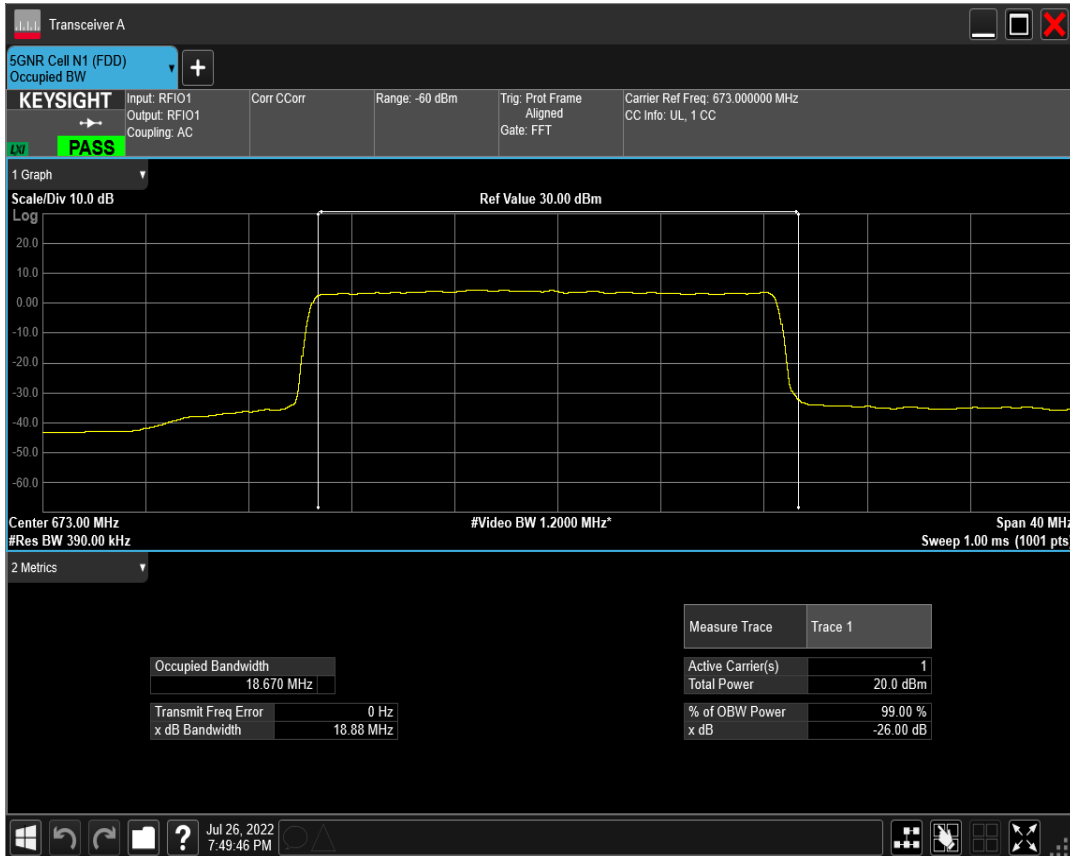 Transceiver A
5GNR Cell N1 (FDD)
Occupied BW
+
KEYSIGHT
LXI
PASS
Input: RFIO1
Output: RFIO1
Coupling: AC
Corr CCorr
Range: -60 dBm
Trig: Prot Frame
Aligned
Gate: FFT
Carrier Ref Freq: 673.000000 MHz
CC Info: UL, 1 CC
1 Graph
Scale/Div 10.0 dB
Ref Value 30.00 dBm
Log
20.0
10.0
0.00
-10.0
-20.0
-30.0
-40.0
-50.0
-60.0
Center 673.00 MHz
#Video BW 1.2000 MHz*
Span 40 MHz
#Res BW 390.00 kHz
Sweep 1.00 ms (1001 pts)
2 Metrics
Measure Trace Trace 1
Occupied Bandwidth
18.670 MHz
Transmit Freq Error 0 Hz
x dB Bandwidth 18.88 MHz
Active Carrier(s) 1
Total Power 20.0 dBm
% of OBW Power 99.00 %
x dB -26.00 dB
?
Jul 26, 2022
7:49:46 PM